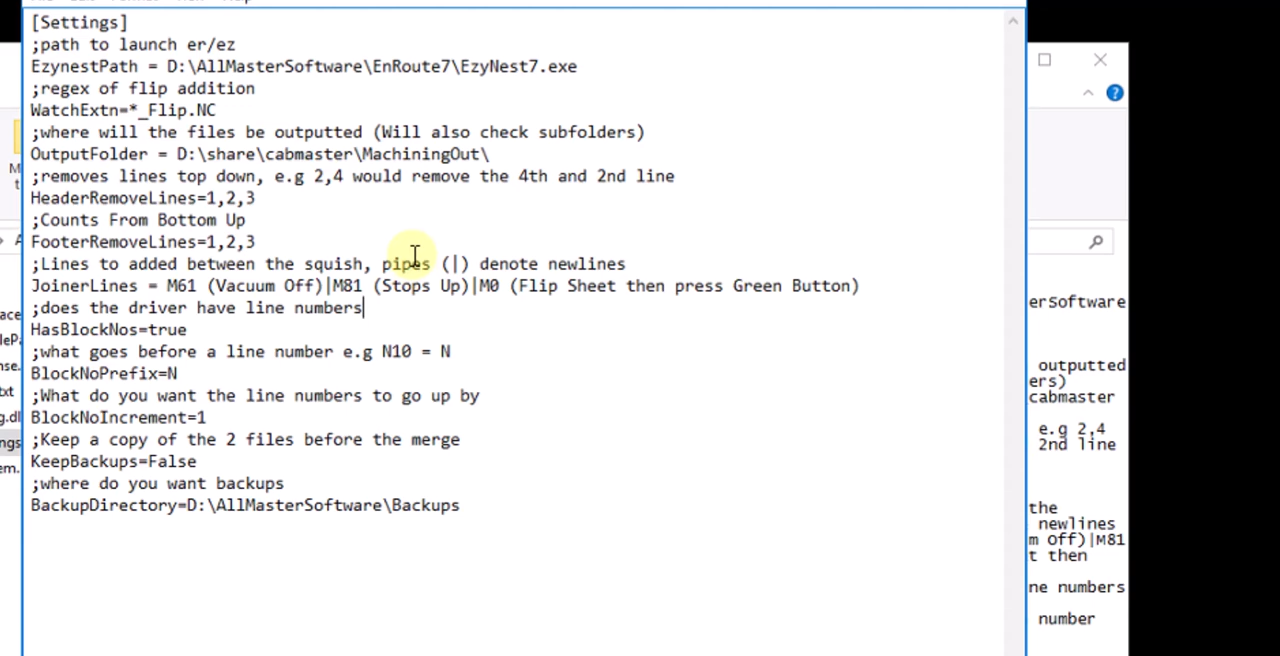 [Settings]
;path to launch er/ez
EzynestPath = D:\AllMasterSoftware\EnRoute7\EzyNest7.exe
;regex of flip addition
WatchExtn=*_Flip.NC
;where will the files be outputted (Will also check subfolders)
OutputFolder = D:\share\cabmaster\MachiningOut\
;removes lines top down, e.g 2,4 would remove the 4th and 2nd line
HeaderRemoveLines=1,2,3
;Counts From Bottom Up
FooterRemoveLines=1,2,3
;Lines to added between the squish, pipes (|) denote newlines
JoinerLines = M61 (Vacuum Off)|M81 (Stops Up)|M0 (Flip Sheet then press Green Button)
;does the driver have line numbers
HasBlockNos=true
;what goes before a line number e.g N10 = N
BlockNoPrefix=N
;What do you want the line numbers to go up by
BlockNoIncrement=1
;Keep a copy of the 2 files before the merge
KeepBackups=False
;where do you want backups
BackupDirectory=D:\AllMasterSoftware\Backups
erSoftware
outputted
ers)
cabmaster
e.g 2,4
2nd line
the
newlines
m Off)|M81
t then
ne numbers
number